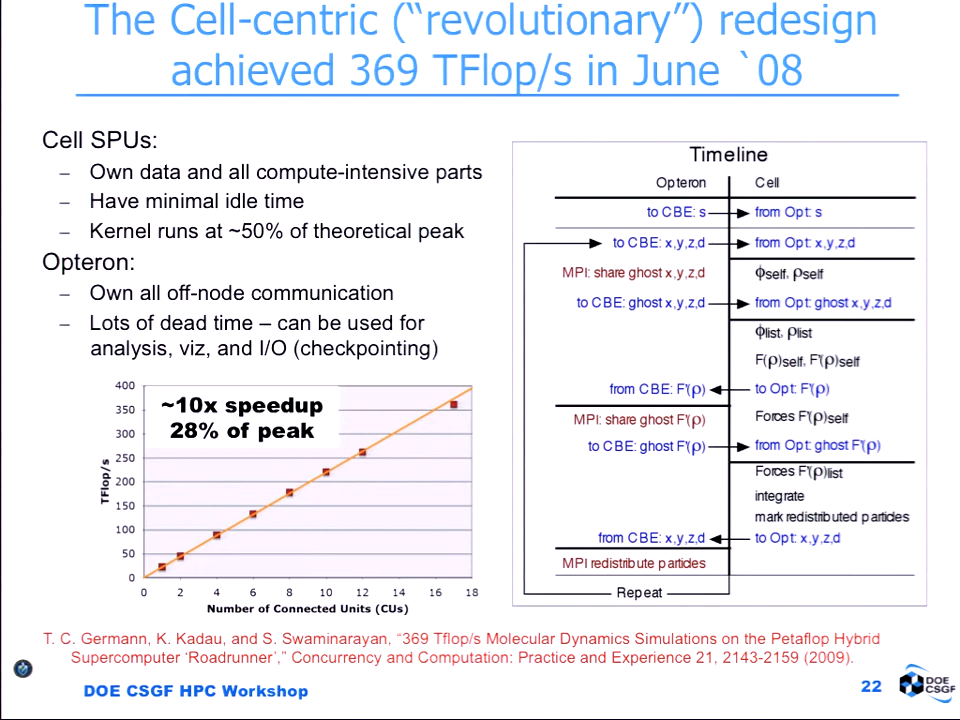 The Cell-centric (“revolutionary”) redesign
achieved 369 TFlop/s in June `08
Cell SPUs:
– Own data and all compute-intensive parts
– Have minimal idle time
– Kernel runs at ~50% of theoretical peak
Opteron:
– Own all off-node communication
– Lots of dead time – can be used for
analysis, viz, and I/O (checkpointing)
400
350
300
250
200
150
100
50
0
TFlop/s
~10x speedup
28% of peak
0 2 4 6 8 10 12 14 16 18
Number of Connected Units (CUs)
Timeline
Opteron Cell
to CBE: s from Opt: s
to CBE: x,y,z,d from Opt: x,y,z,d
MPI: share ghost x,y,z,d ϕself, ρself
to CBE: ghost x,y,z,d from Opt: ghost x,y,z,d
ϕlist, ρlist
F(ρ)self, F'(ρ)self
from CBE: F'(ρ) to Opt: F'(ρ)
MPI: share ghost F'(ρ) Forces F'(ρ)self
to CBE: ghost F'(ρ) from Opt: ghost F'(ρ)
Forces F'(ρ)list
integrate
mark redistributed particles
from CBE: x,y,z,d to Opt: x,y,z,d
MPI redistribute particles
Repeat
T. C. Germann, K. Kadau, and S. Swaminarayan, “369 Tflop/s Molecular Dynamics Simulations on the Petaflop Hybrid
Supercomputer ‘Roadrunner’,” Concurrency and Computation: Practice and Experience 21, 2143-2159 (2009).
DOE CSGF HPC Workshop
22
DOE
CSGF